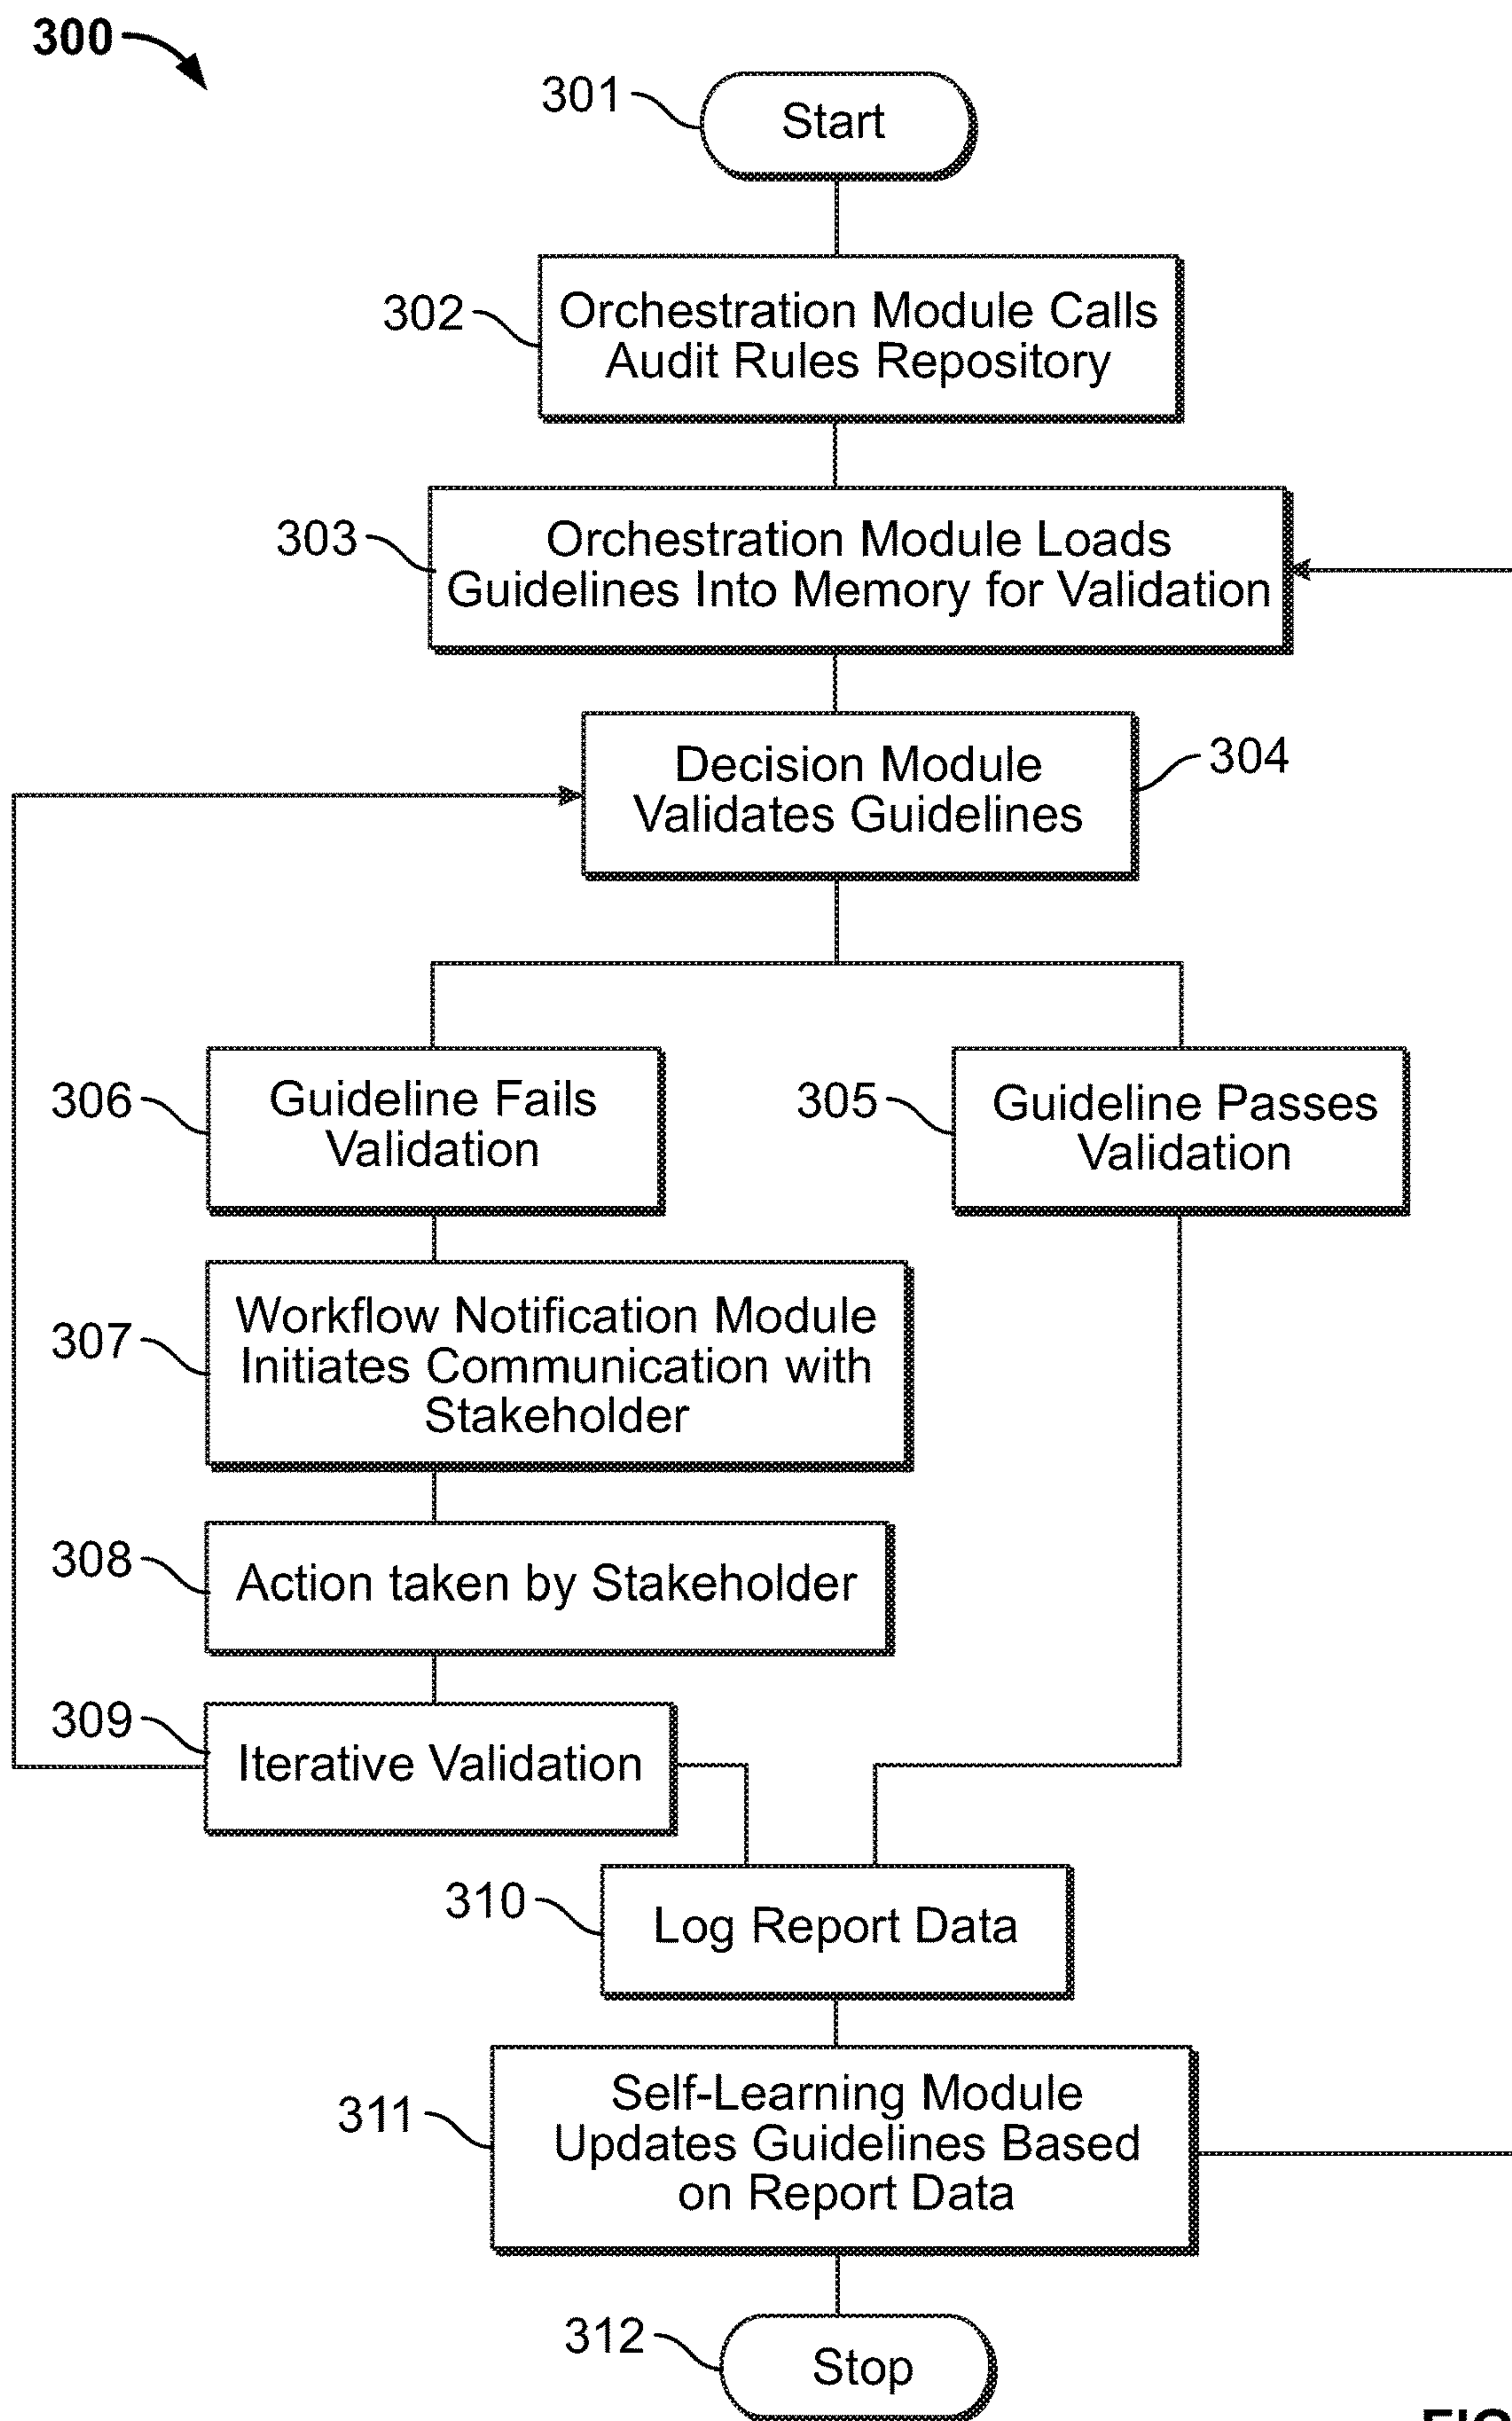 300
301
Start
302
Orchestration Module Calls
Audit Rules Repository
303
Orchestration Module Loads
Guidelines Into Memory for Validation
Decision Module
Validates Guidelines
304
306
Guideline Fails
Validation
305
Guideline Passes
Validation
307
Workflow Notification Module
Initiates Communication with
Stakeholder
308
Action taken by Stakeholder
309
Iterative Validation
310
Log Report Data
311
Self-Learning Module
Updates Guidelines Based
on Report Data
312
Stop